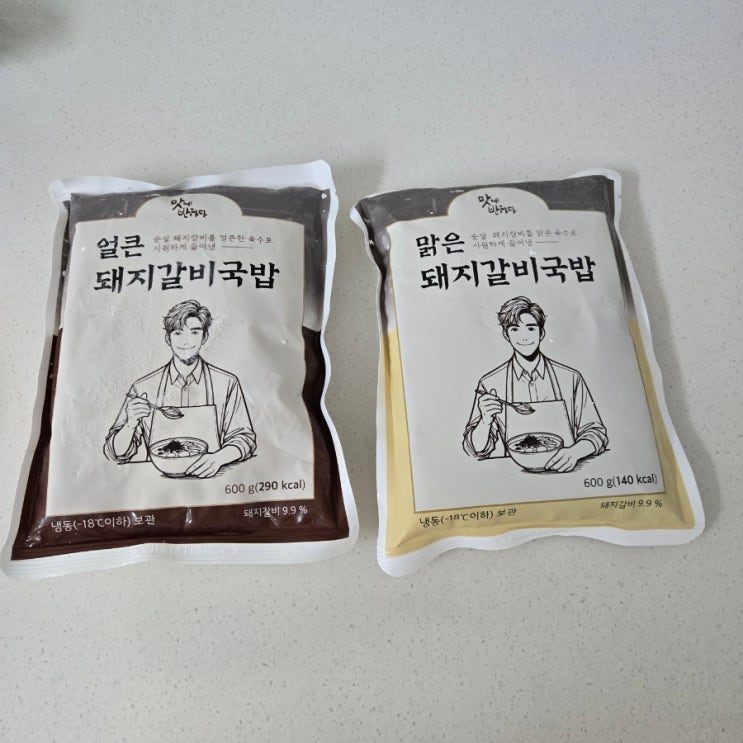 맛에
반하다
얼큰
순살 돼지갈비를 얼큰한 육수로
시원하게 끓여낸
돼지갈비국밥
600 g(290 kcal)
냉동(-18℃이하) 보관
돼지갈비 9.9 %
맛에
반하다
맑은
순살 돼지갈비를 맑은 육수로
시원하게 끓여낸
돼지갈비국밥
600 g(140 kcal)
냉동(-18℃이하) 보관
돼지갈비 9.9 %